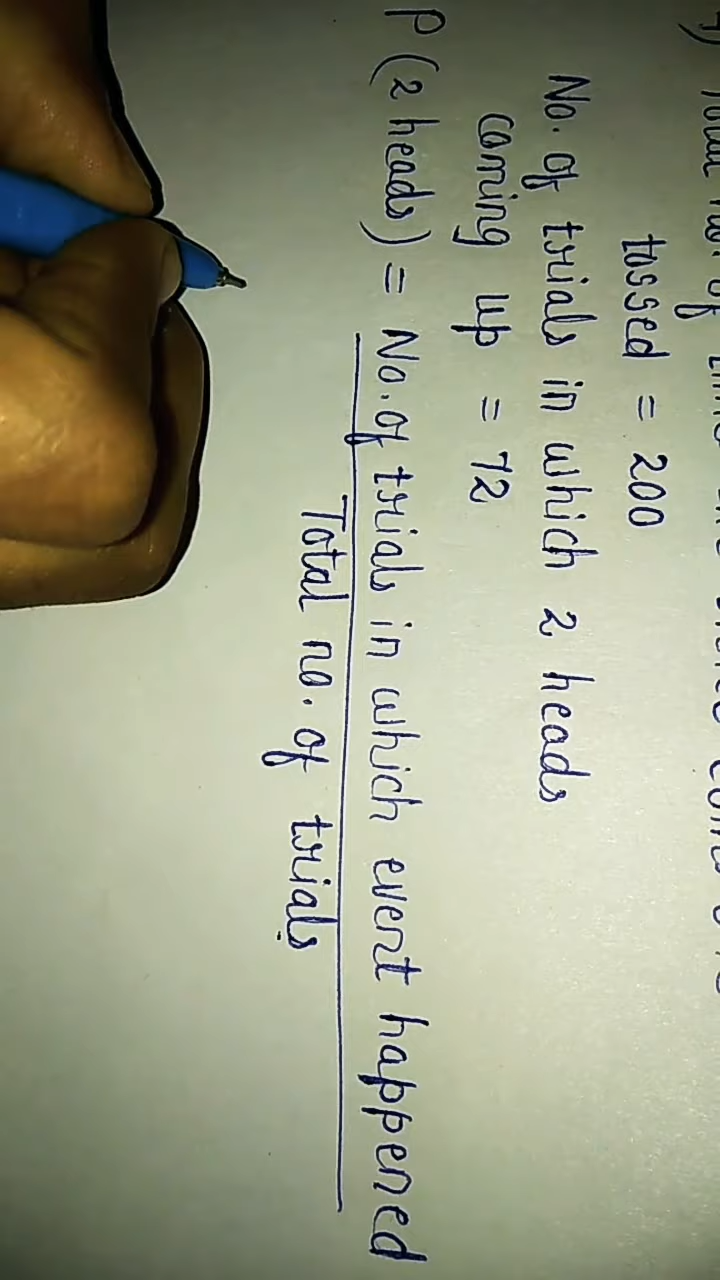 tossed = 200
No. of trials in which 2 heads
coming up = 72
P(2 heads) = No. of trials in which event happened
Total no. of trials